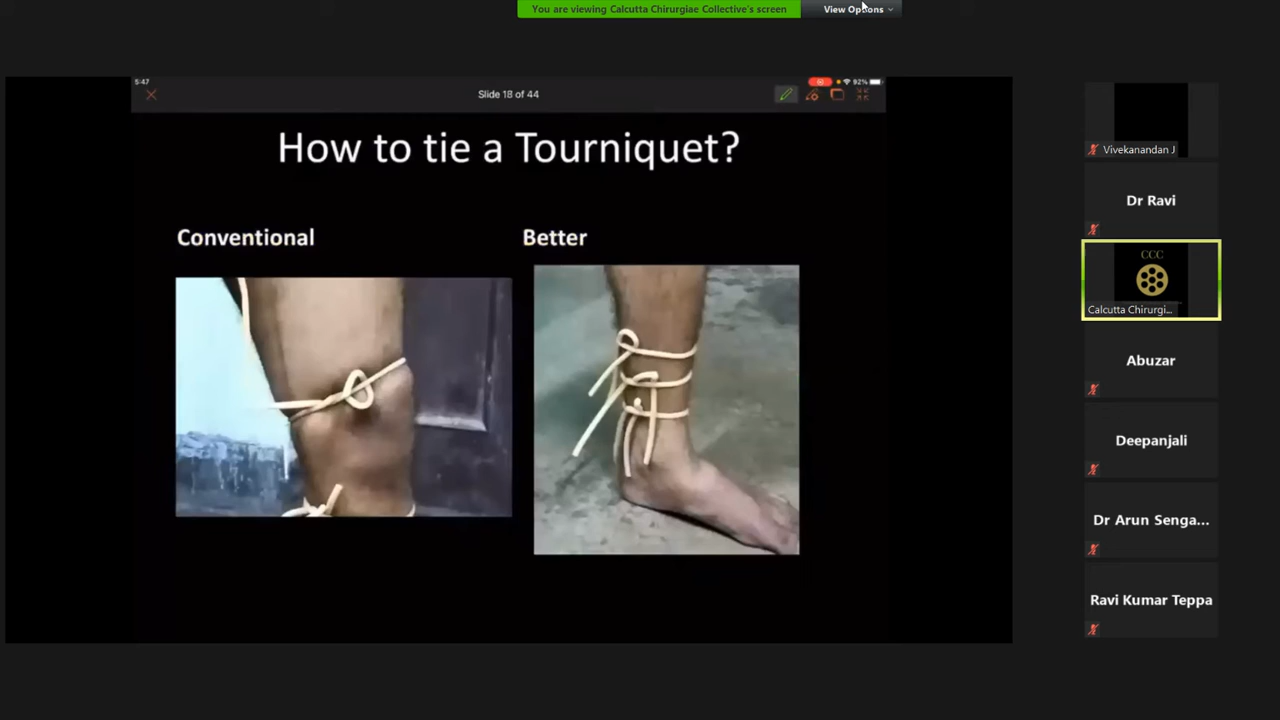 You are viewing Calcutta Chirurgiae Collective's screen
View Options
5:47
92%
Slide 18 of 44
How to tie a Tourniquet?
Conventional
Better
Vivekanandan J
Dr Ravi
CCC
Calcutta Chirurgi...
Abuzar
Deepanjali
Dr Arun Senga...
Ravi Kumar Teppa